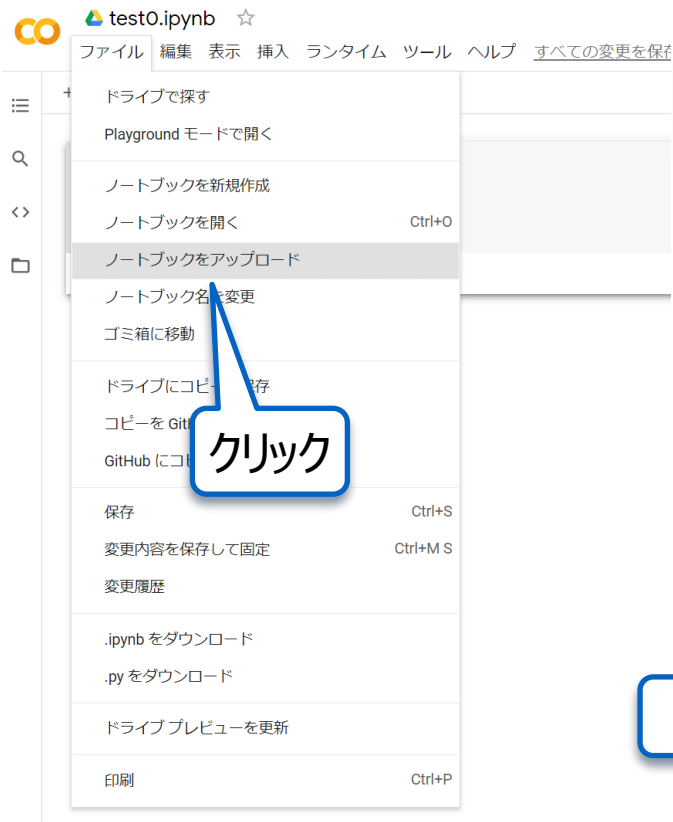 test0.ipynb
ファイル 編集 表示 挿入 ランタイム ツール ヘルプ すべての変更を保存
ドライブで探す
Playground モードで開く
ノートブックを新規作成
ノートブックを開く Ctrl+O
ノートブックをアップロード
ノートブック名を変更
ゴミ箱に移動
ドライブにコピー 保存
コピーを Git
GitHub にコ
クリック
保存 Ctrl+S
変更内容を保存して固定 Ctrl+M S
変更履歴
.ipynb をダウンロード
.py をダウンロード
ドライブ プレビューを更新
印刷 Ctrl+P